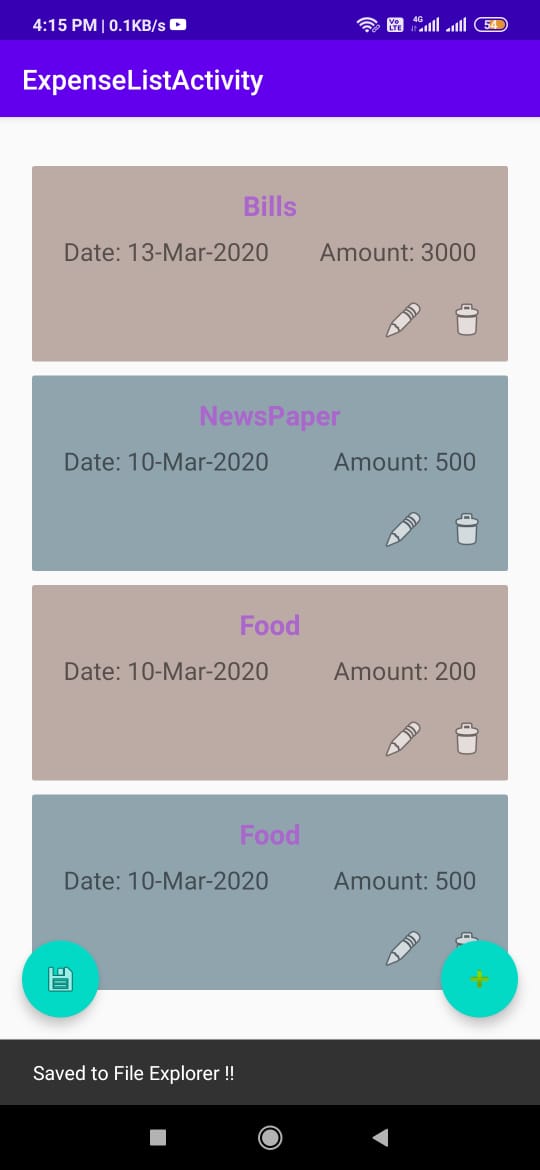 4:15 PM | 0.1KB/s
Vo LTE 4G 54
ExpenseListActivity
Bills
Date: 13-Mar-2020 Amount: 3000
NewsPaper
Date: 10-Mar-2020 Amount: 500
Food
Date: 10-Mar-2020 Amount: 200
Food
Date: 10-Mar-2020 Amount: 500
Saved to File Explorer !!